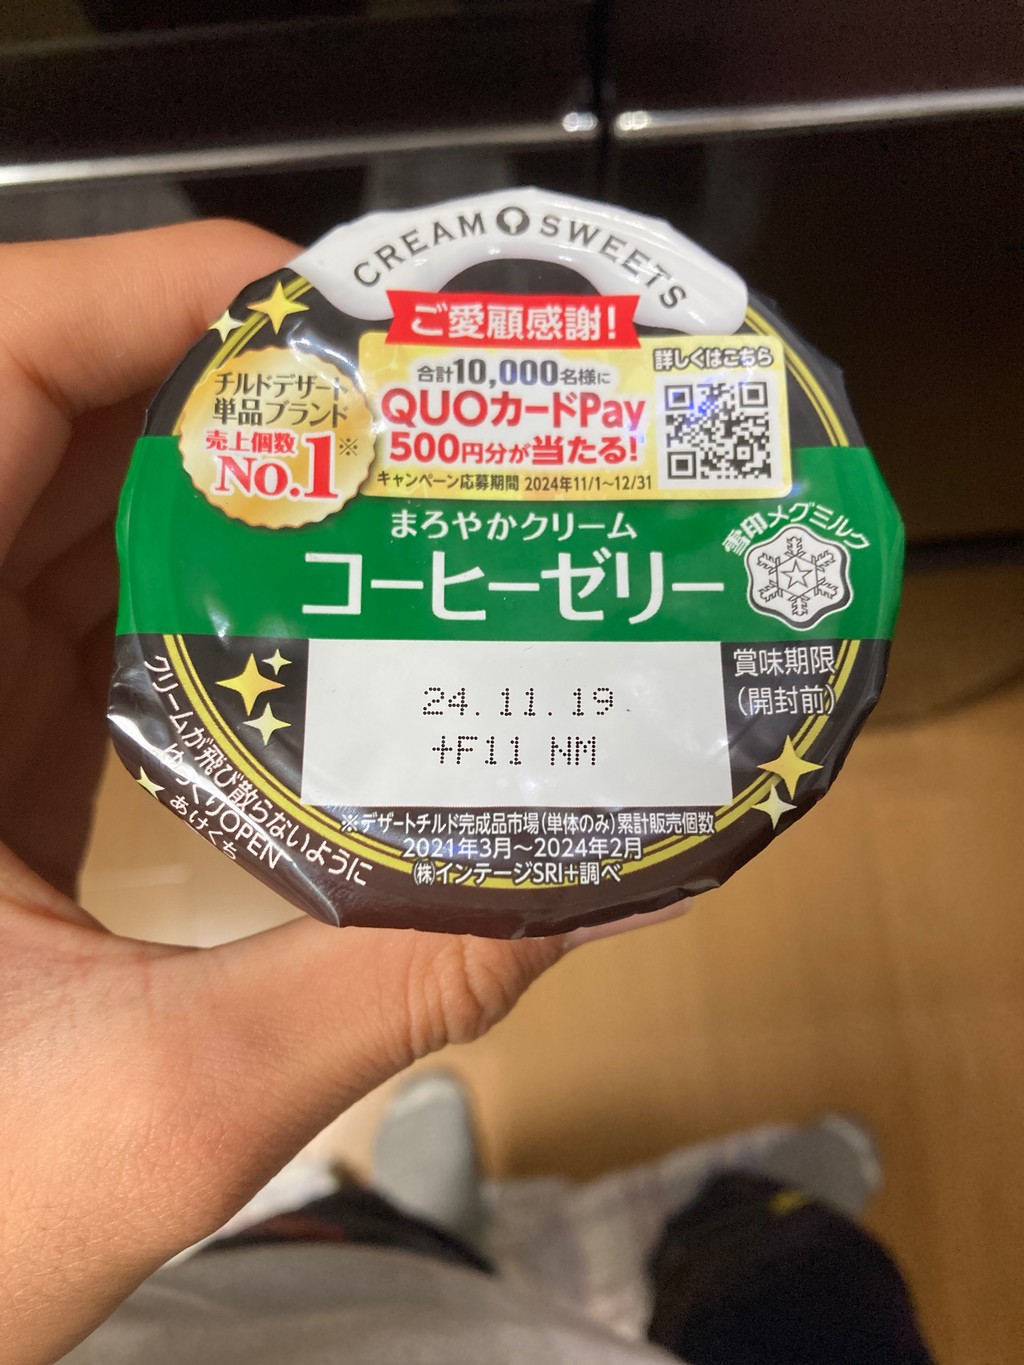 CREAM SWEETS
ご愛顧感謝!
チルドデザート
単品ブランド
売上個数
No.1※
合計10,000名様に
QUOカードPay
500円分が当たる!
キャンペーン応募期間 2024年11/1~12/31
詳しくはこちら
まろやかクリーム
コーヒーゼリー
雪印メグミルク
賞味期限
(開封前)
24.11.19
+F11 NM
クリームが飛び散らないように
ゆっくりOPEN
あけくち
※デザートチルド完成品市場(単体のみ)累計販売個数
2021年3月~2024年2月
(株)インテージSRI+調べ